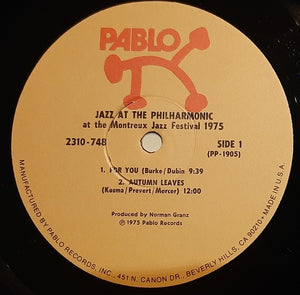 PABLO
JAZZ AT THE PHILHARMONIC
at the Montreux Jazz Festival 1975
2310-748
SIDE 1
(PP-1905)
1. FOR YOU (Burke/Dubin) 9:39
2. AUTUMN LEAVES
(Kosma/Prevert/Mercer) 12:00
Produced by Norman Granz
℗ 1975 Pablo Records
MANUFACTURED BY PABLO RECORDS, INC., 451 N. CANON DR., BEVERLY HILLS, CA 90210 • MADE IN U.S.A.